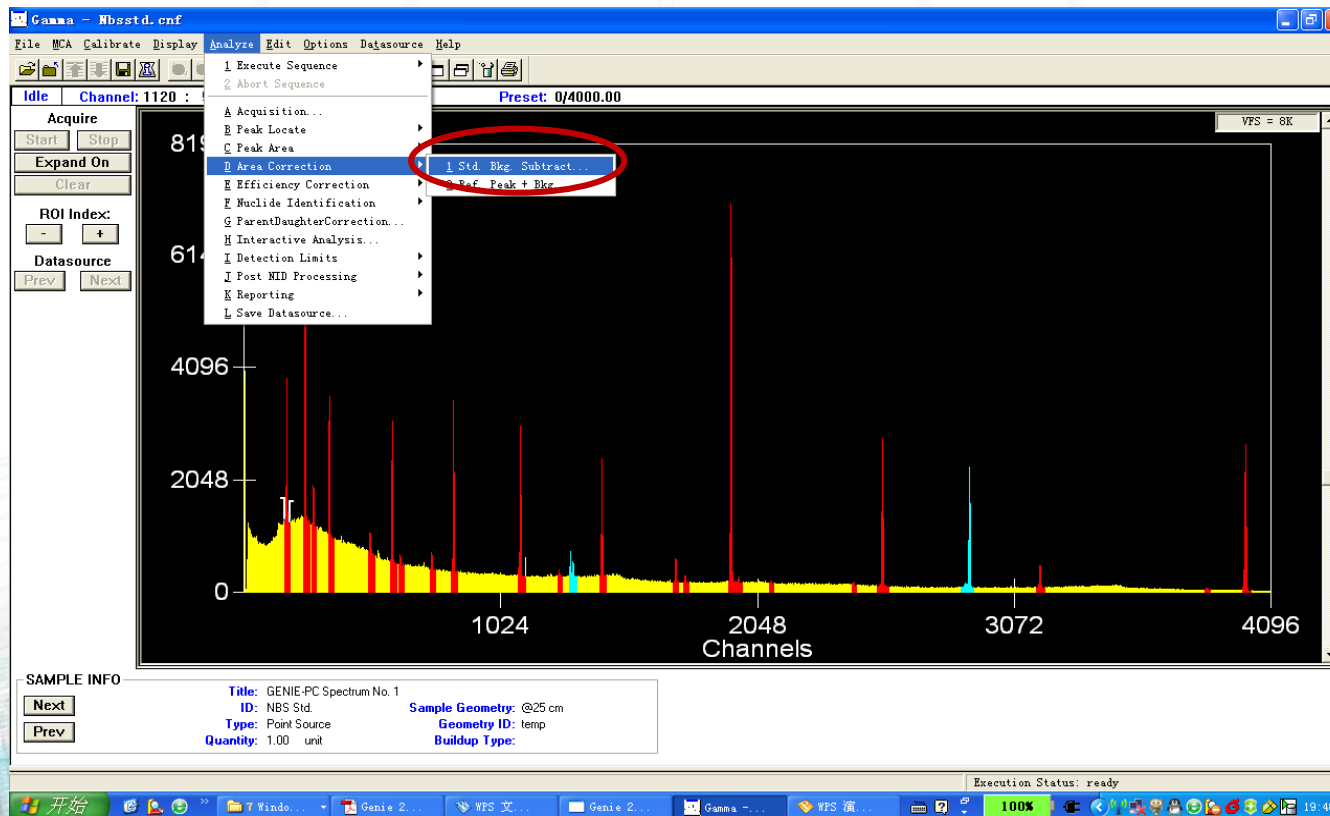 Gamma - Nbsstd.cnf
File MCA Calibrate Display Analyze Edit Options Datasource Help
Idle Channel: 1120 : Preset: 0/4000.00
Acquire
Start Stop
Expand On
Clear
ROI Index:
- +
Datasource
Prev Next
1 Execute Sequence
2 Abort Sequence
A Acquisition...
B Peak Locate
C Peak Area
D Area Correction
E Efficiency Correction
F Nuclide Identification
G ParentDaughterCorrection...
H Interactive Analysis...
I Detection Limits
J Post NID Processing
K Reporting
L Save Datasource...
1 Std. Bkg. Subtract...
Ref. Peak + Bkg
VFS = 8K
819
614
4096
2048
0
1024 2048 3072 4096
Channels
SAMPLE INFO
Next
Prev
Title: GENIE-PC Spectrum No. 1
ID: NBS Std. Sample Geometry: @25 cm
Type: Point Source Geometry ID: temp
Quantity: 1.00 unit Buildup Type:
Execution Status: ready
开始 7 Windo... Genie 2... WPS 文... Genie 2... Gamma -... WPS 演... 100% 19:4